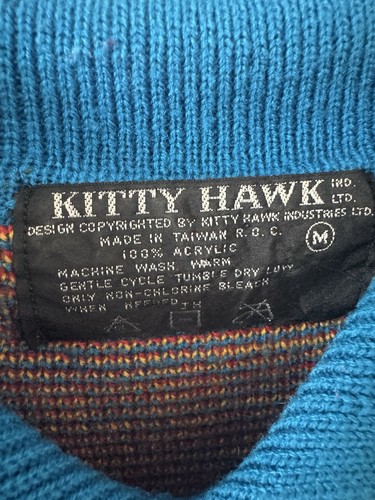 KITTY HAWK IND. LTD.
DESIGN COPYRIGHTED BY KITTY HAWK INDUSTRIES LTD.
MADE IN TAIWAN R.O.C.
M
100% ACRYLIC
MACHINE WASH WARM
GENTLE CYCLE TUMBLE DRY LOW
ONLY NON-CHLORINE BLEACH
WHEN NEEDED